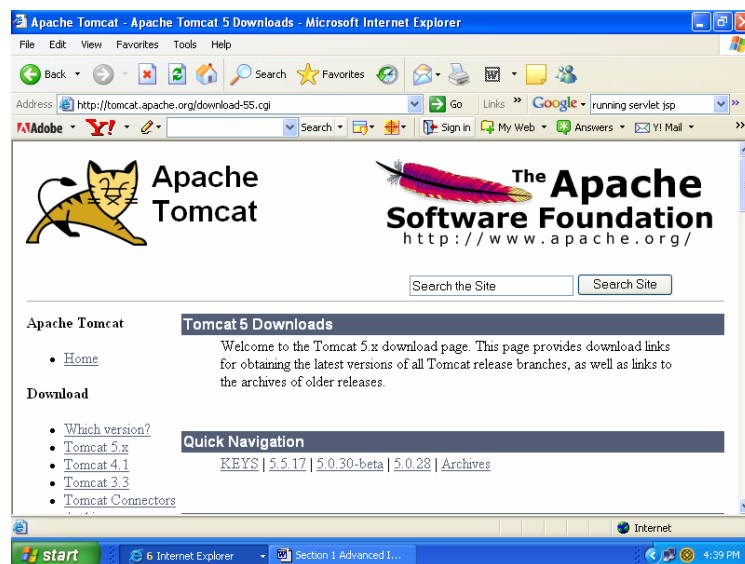 Apache Tomcat - Apache Tomcat 5 Downloads - Microsoft Internet Explorer
File Edit View Favorites Tools Help
Back Search Favorites
Address http://tomcat.apache.org/download-55.cgi Go Links » Google running servlet jsp »
Adobe Y! Search Sign in My Web Answers Y! Mail »
Apache
Tomcat
The Apache
Software Foundation
http://www.apache.org/
Search the Site Search Site
Apache Tomcat
Home
Download
Which version?
Tomcat 5.x
Tomcat 4.1
Tomcat 3.3
Tomcat Connectors
Tomcat 5 Downloads
Welcome to the Tomcat 5.x download page. This page provides download links
for obtaining the latest versions of all Tomcat release branches, as well as links to
the archives of older releases.
Quick Navigation
KEYS | 5.5.17 | 5.0.30-beta | 5.0.28 | Archives
Internet
start 6 Internet Explorer Section 1 Advanced I... 4:39 PM